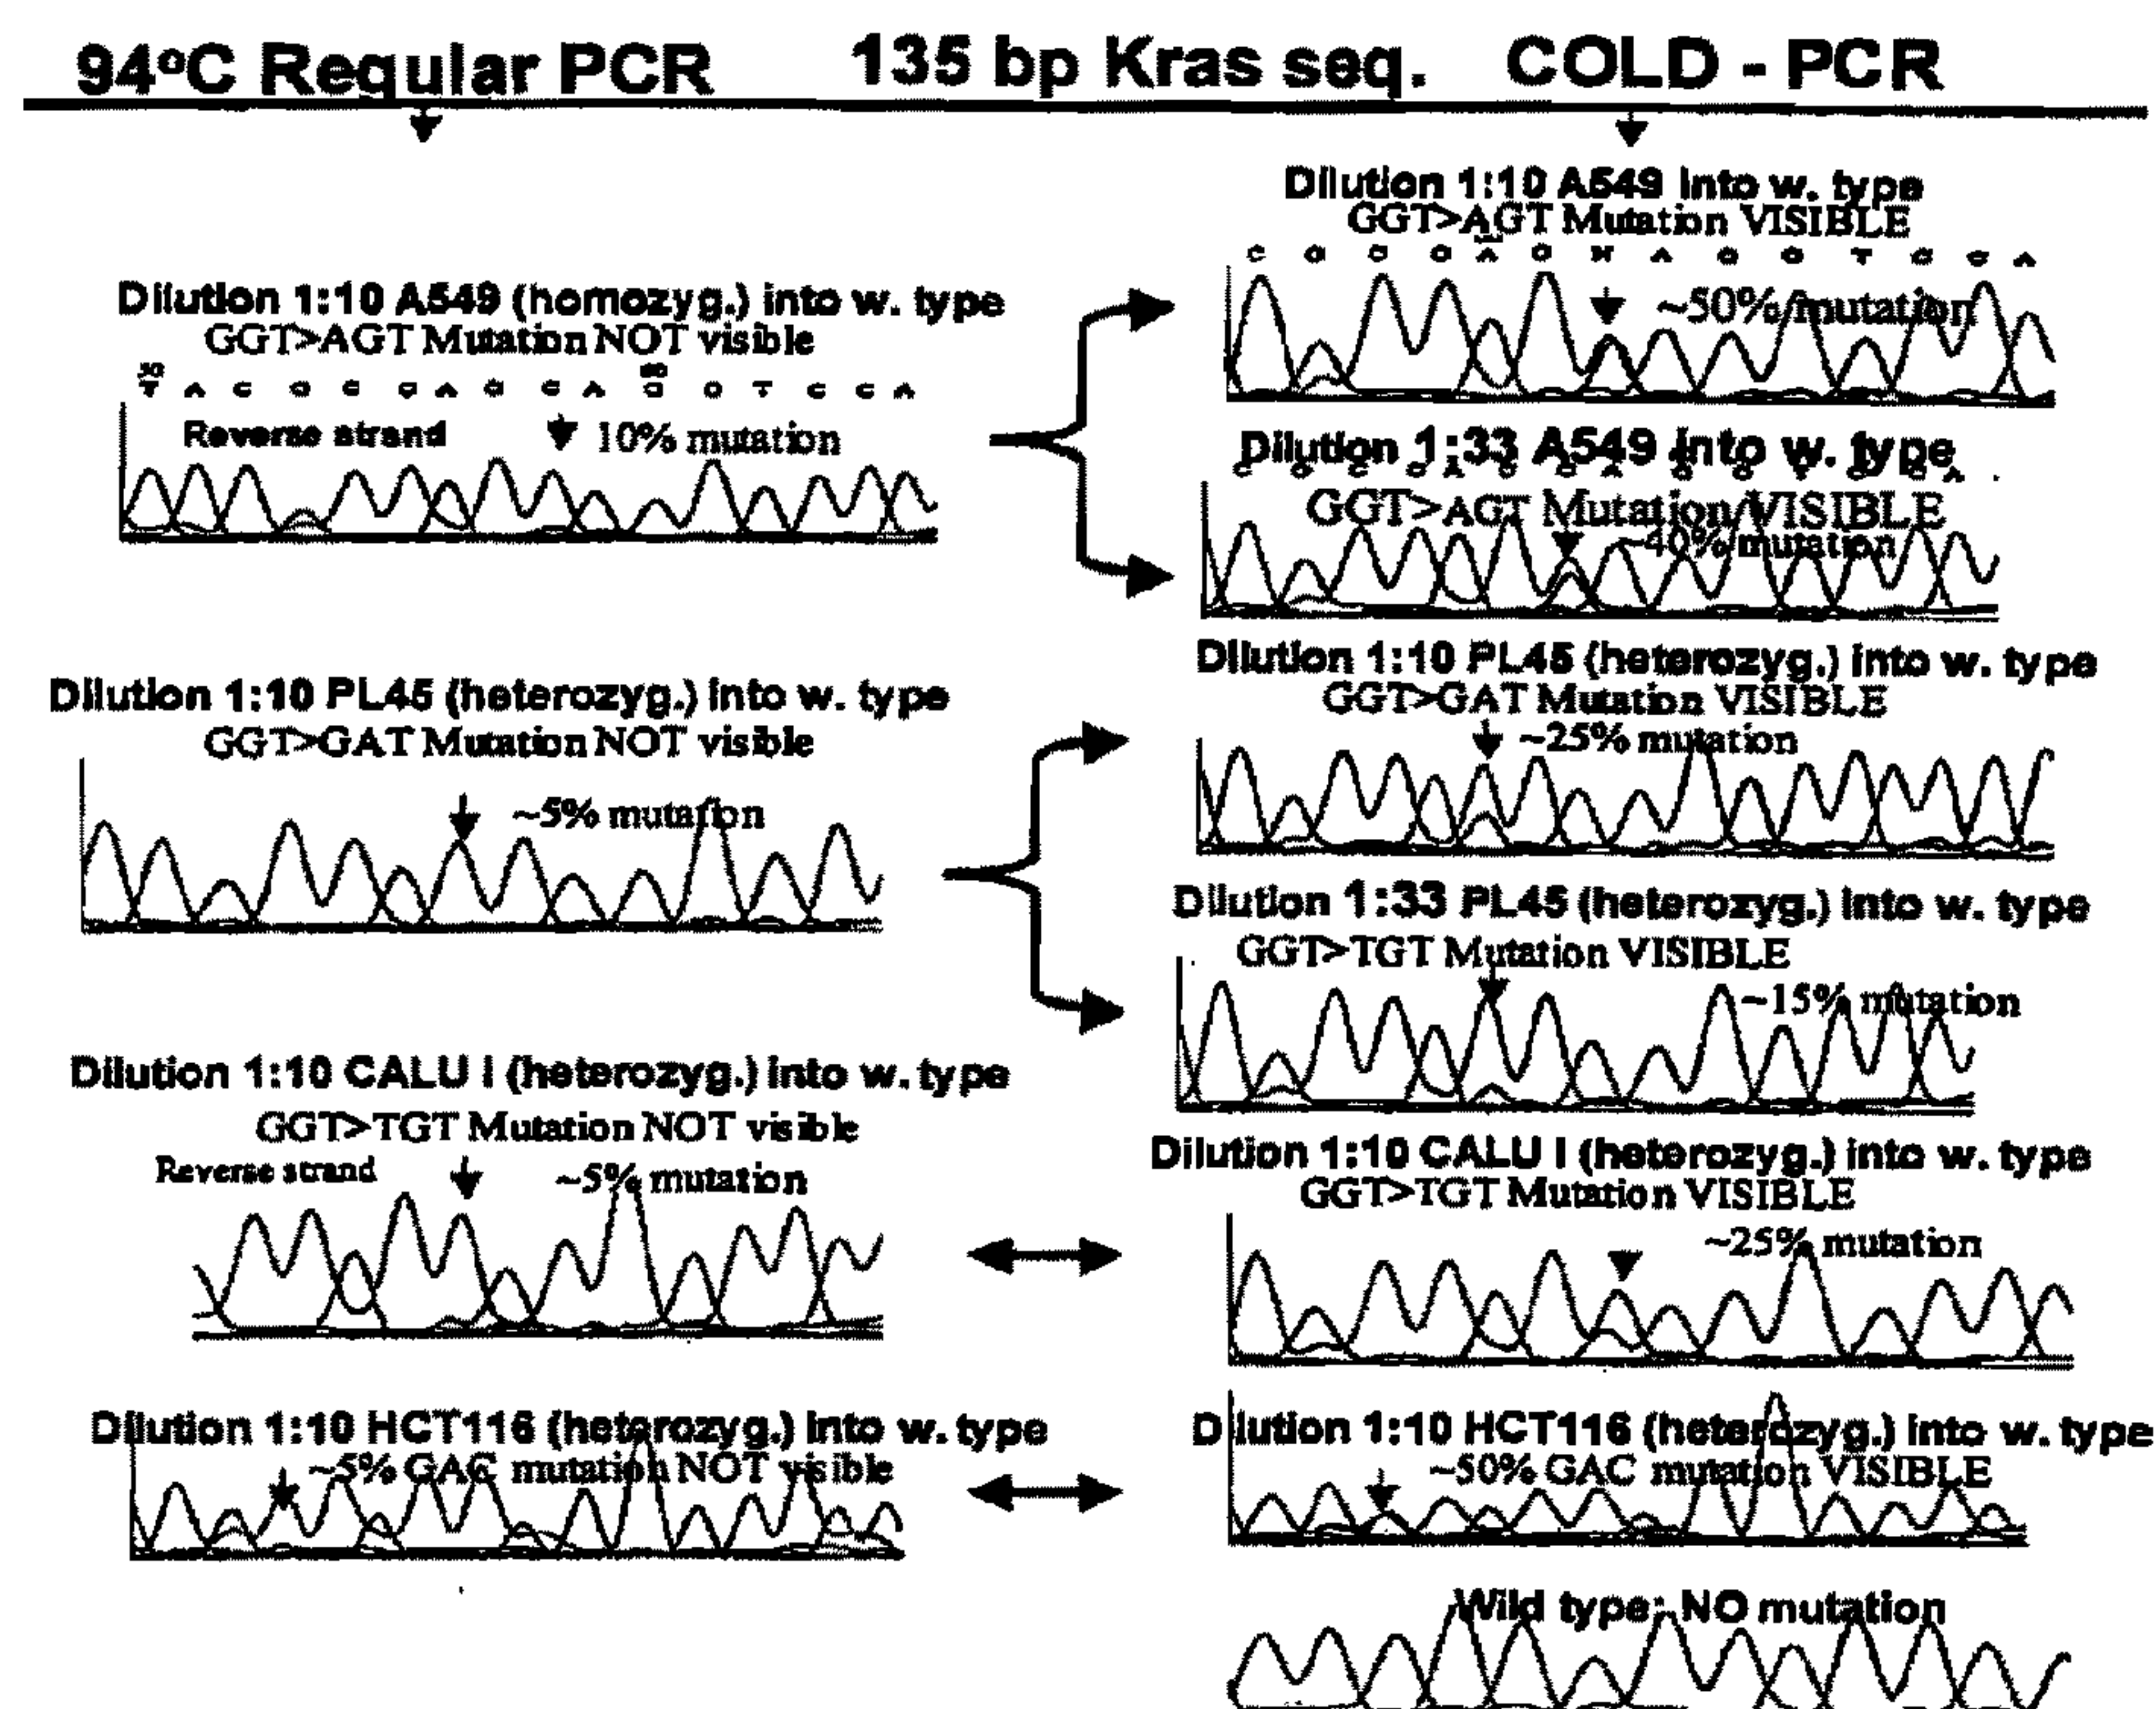 94°C Regular PCR 135 bp Kras seq. COLD - PCR
Dilution 1:10 A549 (homozyg.) into w. type
GGT>AGT Mutation NOT visible
Reverse strand
10% mutation
Dilution 1:10 PL45 (heterozyg.) into w. type
GGT>GAT Mutation NOT visible
~5% mutation
Dilution 1:10 CALU I (heterozyg.) into w. type
GGT>TGT Mutation NOT visible
Reverse strand
~5% mutation
Dilution 1:10 HCT116 (heterozyg.) into w. type
~5% GAC mutation NOT visible
Dilution 1:10 A549 into w. type
GGT>AGT Mutation VISIBLE
~50% mutation
Dilution 1:33 A549 into w. type
GGT>AGT Mutation VISIBLE
~40% mutation
Dilution 1:10 PL45 (heterozyg.) into w. type
GGT>GAT Mutation VISIBLE
~25% mutation
Dilution 1:33 PL45 (heterozyg.) into w. type
GGT>TGT Mutation VISIBLE
~15% mutation
Dilution 1:10 CALU I (heterozyg.) into w. type
GGT>TGT Mutation VISIBLE
~25% mutation
Dilution 1:10 HCT116 (heterozyg.) into w. type
~50% GAC mutation VISIBLE
Wild type: NO mutation